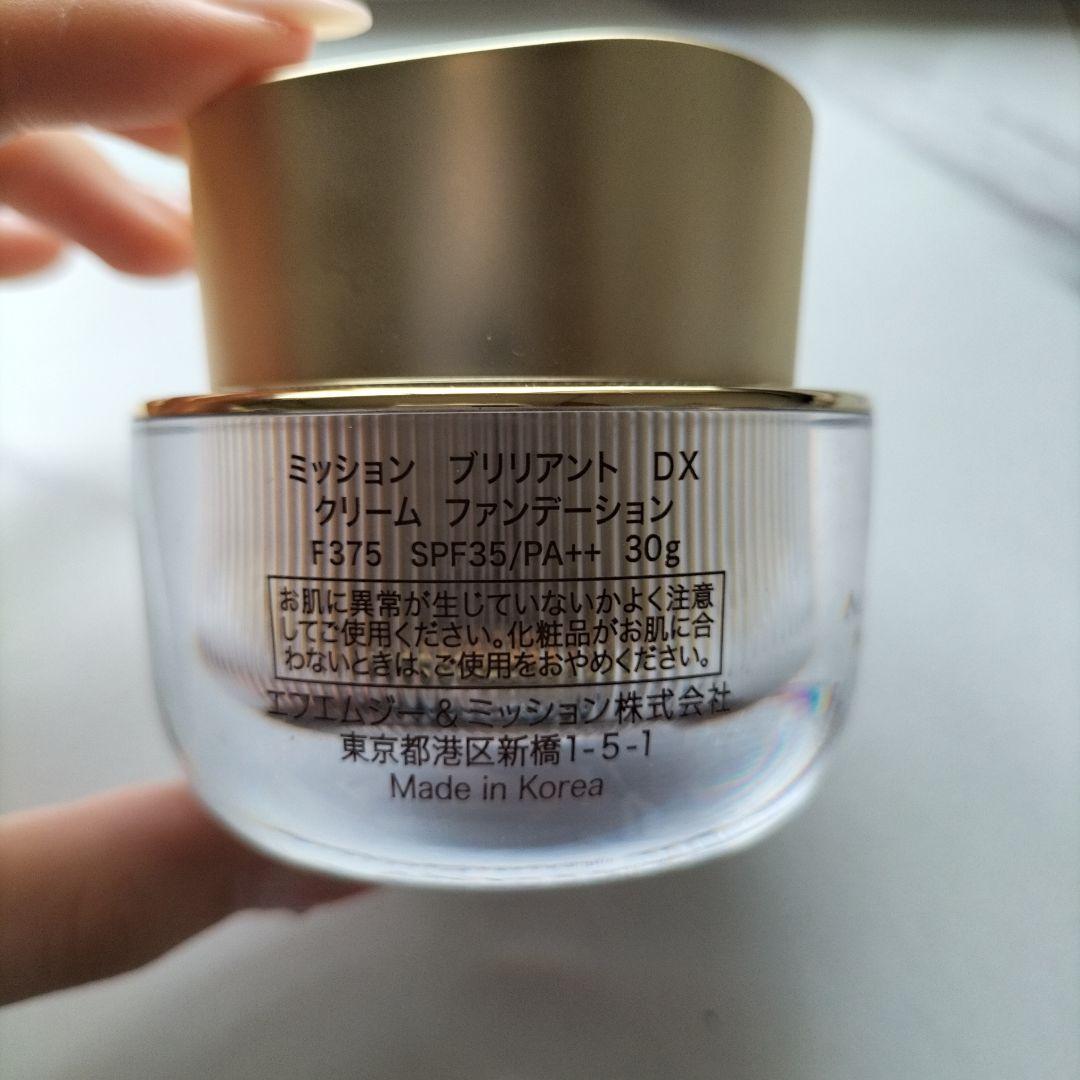 ミッション ブリリアント DX
クリーム ファンデーション
F375 SPF35/PA++ 30g
お肌に異常が生じていないかよく注意
してご使用ください。化粧品がお肌に合
わないときは、ご使用をおやめください。
エフエムジー&ミッション株式会社
東京都港区新橋1-5-1
Made in Korea